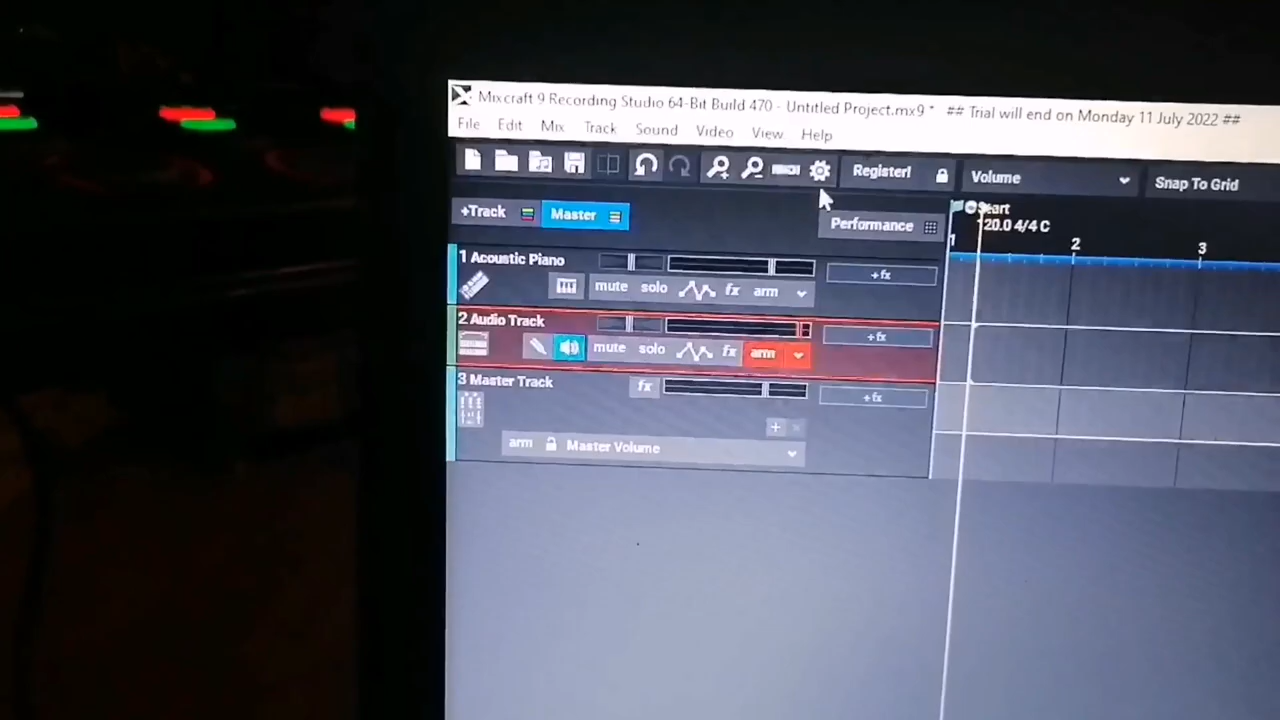 Mixcraft 9 Recording Studio 64-Bit Build 470 - Untitled Project.mx9 * ## Trial will end on Monday 11 July 2022 ##
File Edit Mix Track Sound Video View Help
Register! Volume Snap To Grid
+Track Master Performance
Start
120.0 4/4 C
1 2 3
1 Acoustic Piano +fx
mute solo fx arm
2 Audio Track +fx
mute solo fx arm
3 Master Track fx +fx
+
arm Master Volume